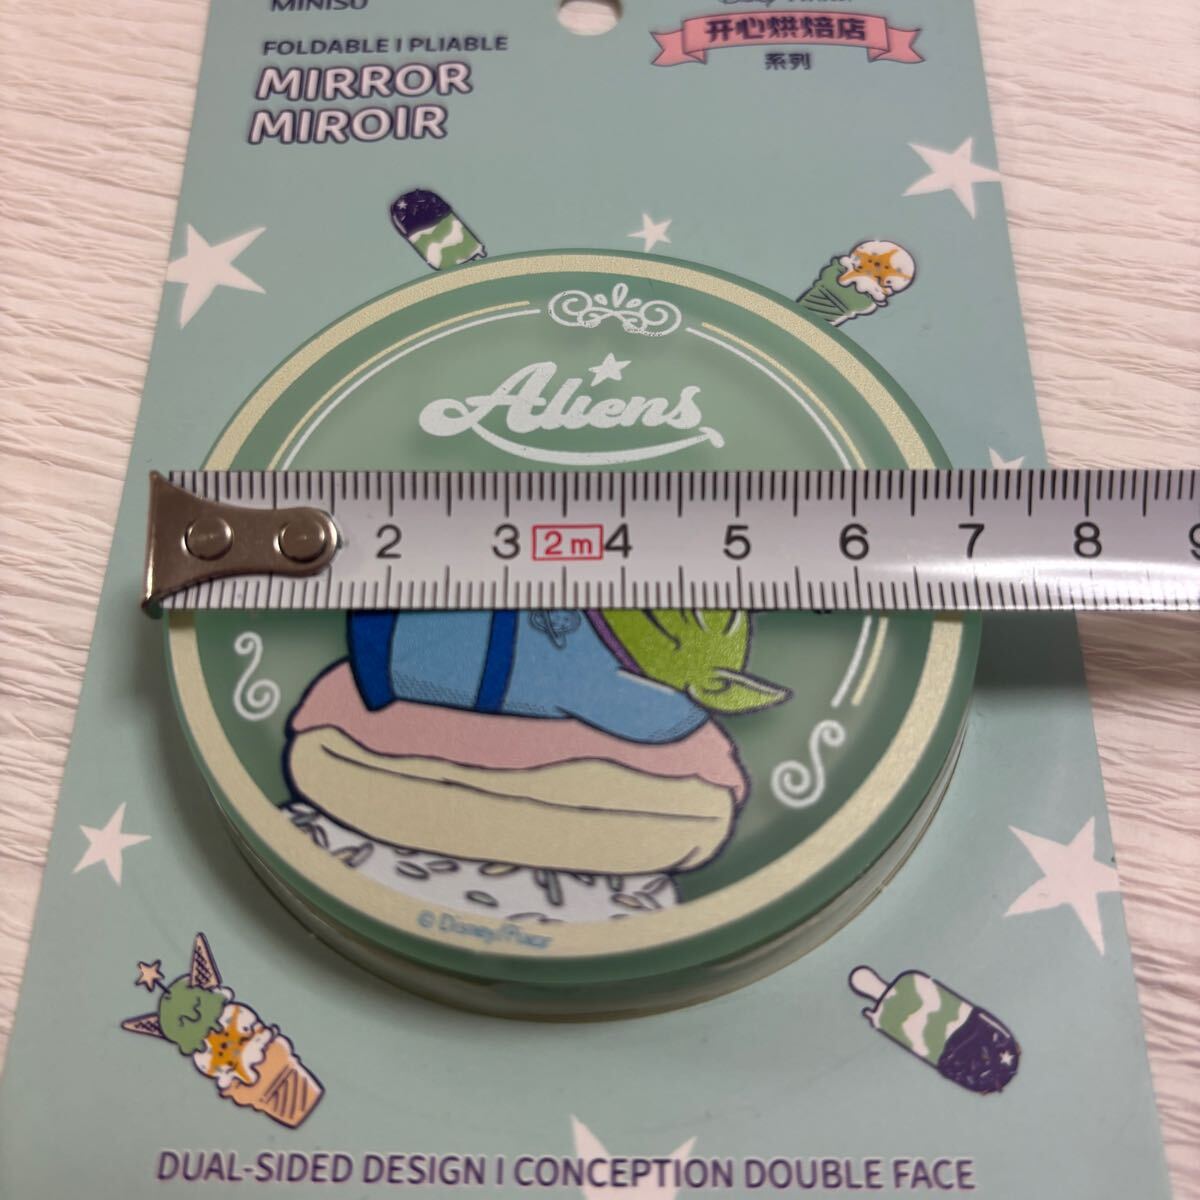 MINISO
FOLDABLE I PLIABLE
MIRROR
MIROIR
开心烘焙店
系列
Aliens
2 3 2m 4 5 6 7 8 9
© Disney/Pixar
DUAL-SIDED DESIGN I CONCEPTION DOUBLE FACE